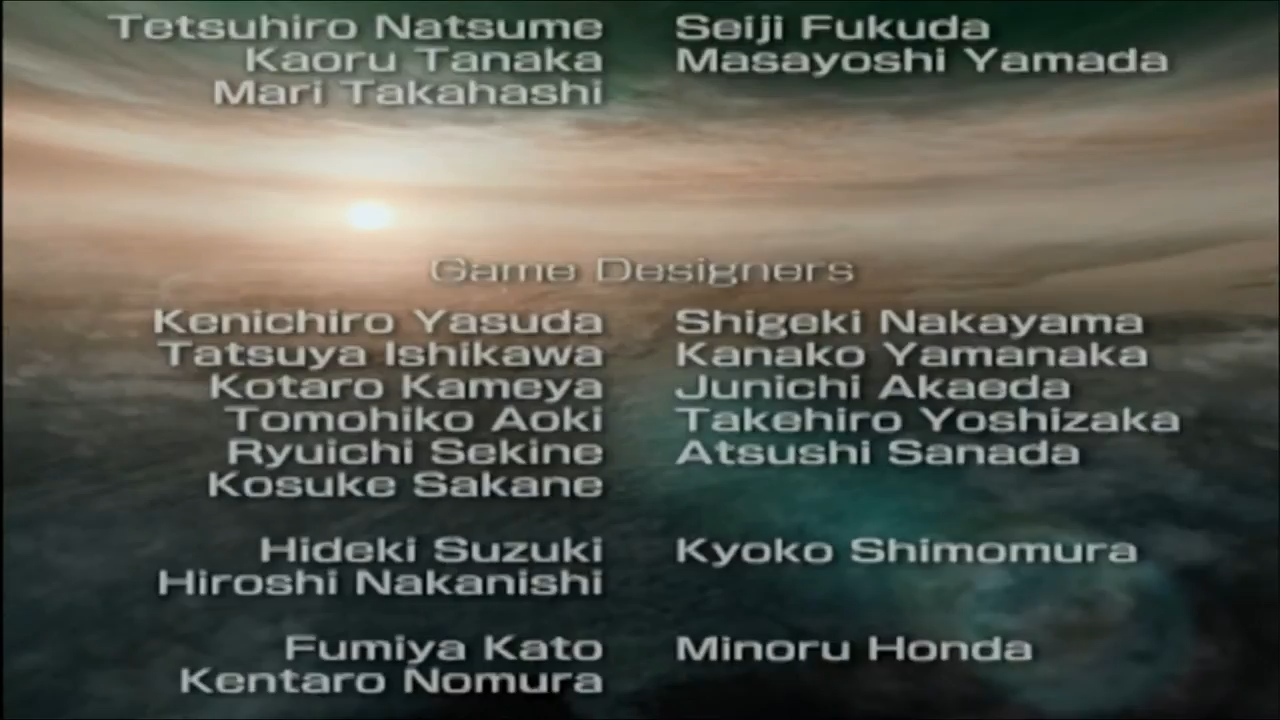 Tetsuhiro Natsume Seiji Fukuda
Kaoru Tanaka Masayoshi Yamada
Mari Takahashi
Game Designers
Kenichiro Yasuda Shigeki Nakayama
Tatsuya Ishikawa Kanako Yamanaka
Kotaro Kameya Junichi Akaeda
Tomohiko Aoki Takehiro Yoshizaka
Ryuichi Sekine Atsushi Sanada
Kosuke Sakane
Hideki Suzuki Kyoko Shimomura
Hiroshi Nakanishi
Fumiya Kato Minoru Honda
Kentaro Nomura